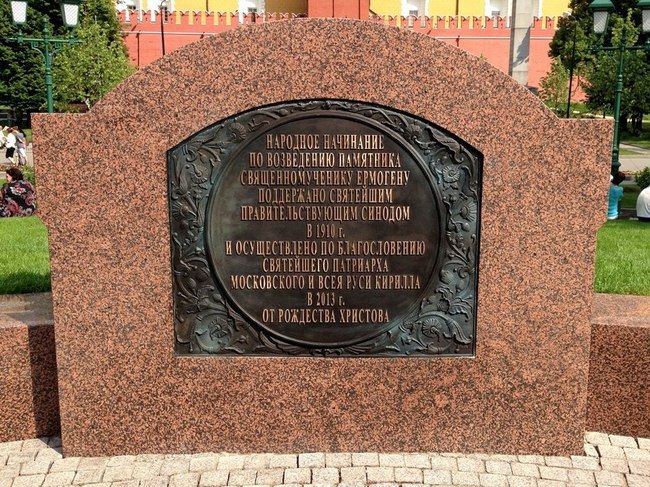 НАРОДНОЕ НАЧИНАНИЕ
ПО ВОЗВЕДЕНИЮ ПАМЯТНИКА
СВЯЩЕННОМУЧЕНИКУ ЕРМОГЕНУ
ПОДДЕРЖАНО СВЯТЕЙШИМ
ПРАВИТЕЛЬСТВУЮЩИМ СИНОДОМ
В 1910 г.
И ОСУЩЕСТВЛЕНО ПО БЛАГОСЛОВЕНИЮ
СВЯТЕЙШЕГО ПАТРИАРХА
МОСКОВСКОГО И ВСЕЯ РУСИ КИРИЛЛА
В 2013 г.
ОТ РОЖДЕСТВА ХРИСТОВА